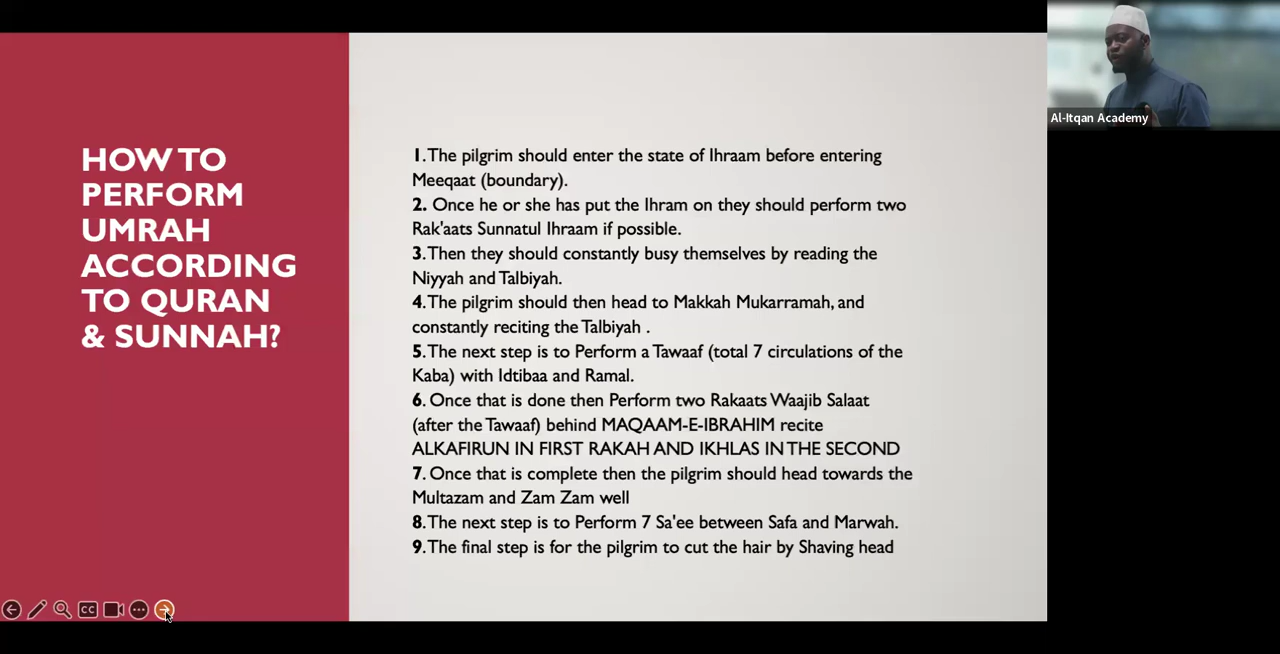 HOW TO
PERFORM
UMRAH
ACCORDING
TO QURAN
& SUNNAH?
1.The pilgrim should enter the state of Ihraam before entering
Meeqaat (boundary).
2. Once he or she has put the Ihram on they should perform two
Rak'aats Sunnatul Ihraam if possible.
3.Then they should constantly busy themselves by reading the
Niyyah and Talbiyah.
4.The pilgrim should then head to Makkah Mukarramah, and
constantly reciting the Talbiyah .
5.The next step is to Perform a Tawaaf (total 7 circulations of the
Kaba) with Idtibaa and Ramal.
6. Once that is done then Perform two Rakaats Waajib Salaat
(after the Tawaaf) behind MAQAAM-E-IBRAHIM recite
ALKAFIRUN IN FIRST RAKAH AND IKHLAS IN THE SECOND
7. Once that is complete then the pilgrim should head towards the
Multazam and Zam Zam well
8.The next step is to Perform 7 Sa'ee between Safa and Marwah.
9.The final step is for the pilgrim to cut the hair by Shaving head
Al-Itqan Academy
CC